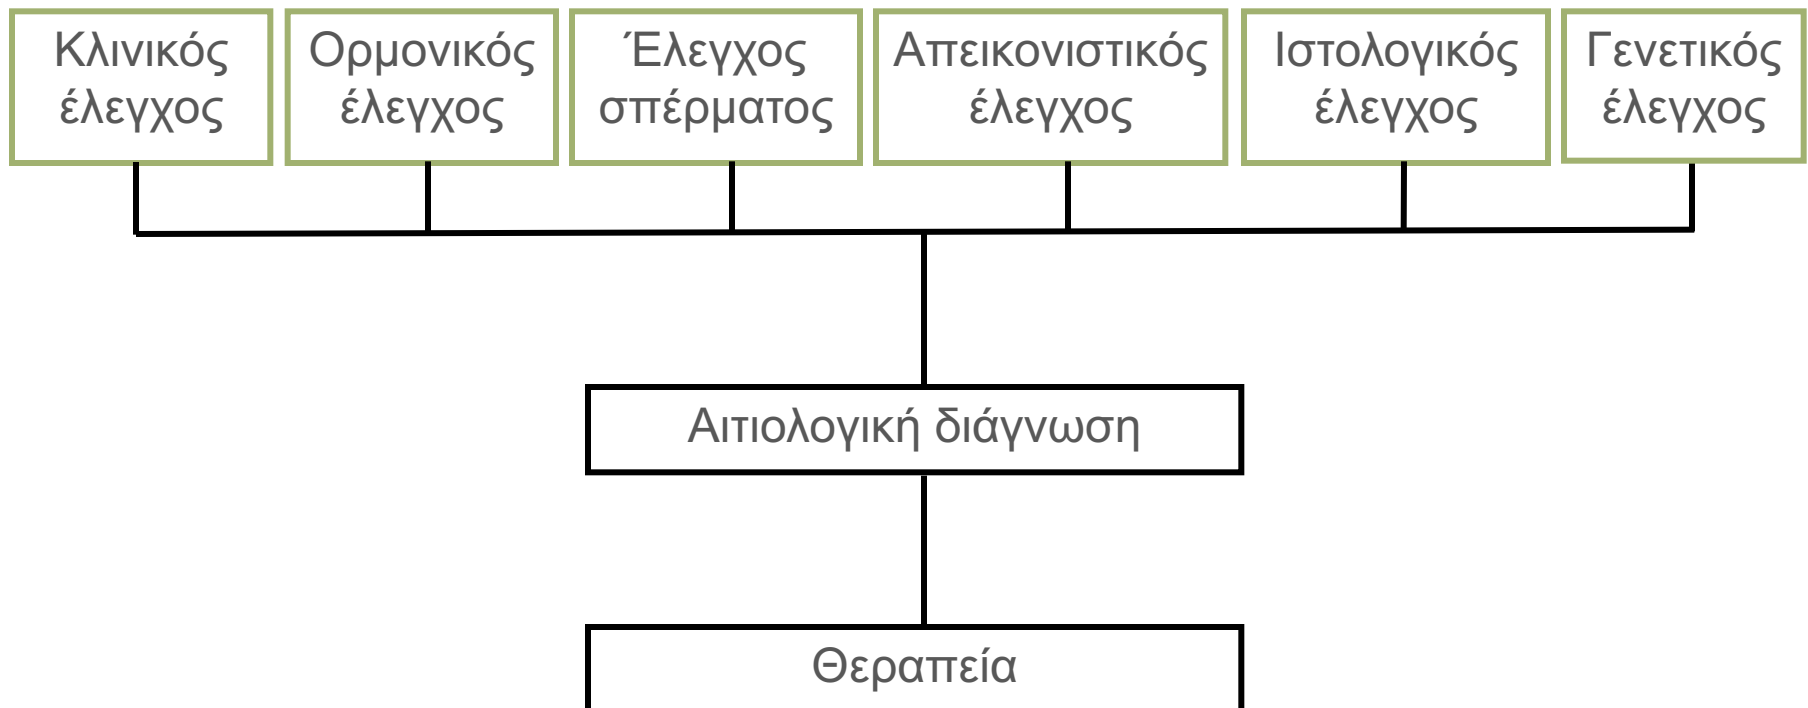 Κλινικός
έλεγχος
Ορμονικός
έλεγχος
Έλεγχος
σπέρματος
Απεικονιστικός
έλεγχος
Ιστολογικός
έλεγχος
Γενετικός
έλεγχος
Αιτιολογική διάγνωση
Θεραπεία